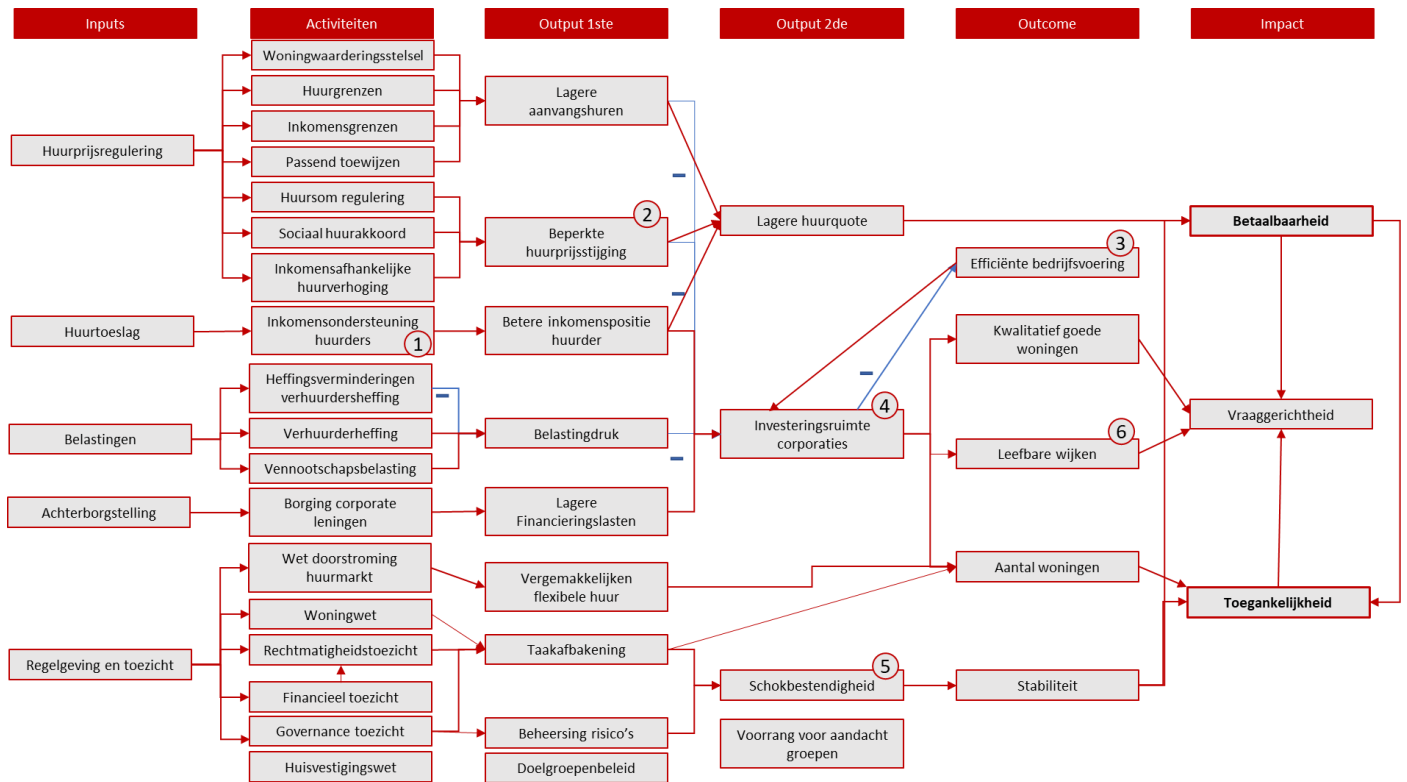 Inputs
Activiteiten
Output 1ste
Output 2de
Outcome
Impact
Huurprijsregulering
Huurtoeslag
Belastingen
Achterborgstelling
Regelgeving en toezicht
Woningwaarderingsstelsel
Huurgrenzen
Inkomensgrenzen
Passend toewijzen
Huursom regulering
Sociaal huurakkoord
Inkomensafhankelijke
huurverhoging
Inkomensondersteuning
huurders
1
Heffingsverminderingen
verhuurdersheffing
Verhuurderheffing
Vennootschapsbelasting
Borging corporate
leningen
Wet doorstroming
huurmarkt
Woningwet
Rechtmatigheidstoezicht
Financieel toezicht
Governance toezicht
Huisvestigingswet
Lagere
aanvangshuren
2
Beperkte
huurprijsstijging
Betere inkomenspositie
huurder
Belastingdruk
Lagere
Financieringslasten
Vergemakkelijken
flexibele huur
Taakafbakening
Beheersing risico's
Doelgroepenbeleid
Lagere huurquote
4
Investeringsruimte
corporaties
5
Schokbestendigheid
Voorrang voor aandacht
groepen
3
Efficiënte bedrijfsvoering
Kwalitatief goede
woningen
6
Leefbare wijken
Aantal woningen
Stabiliteit
Betaalbaarheid
Vraaggerichtheid
Toegankelijkheid